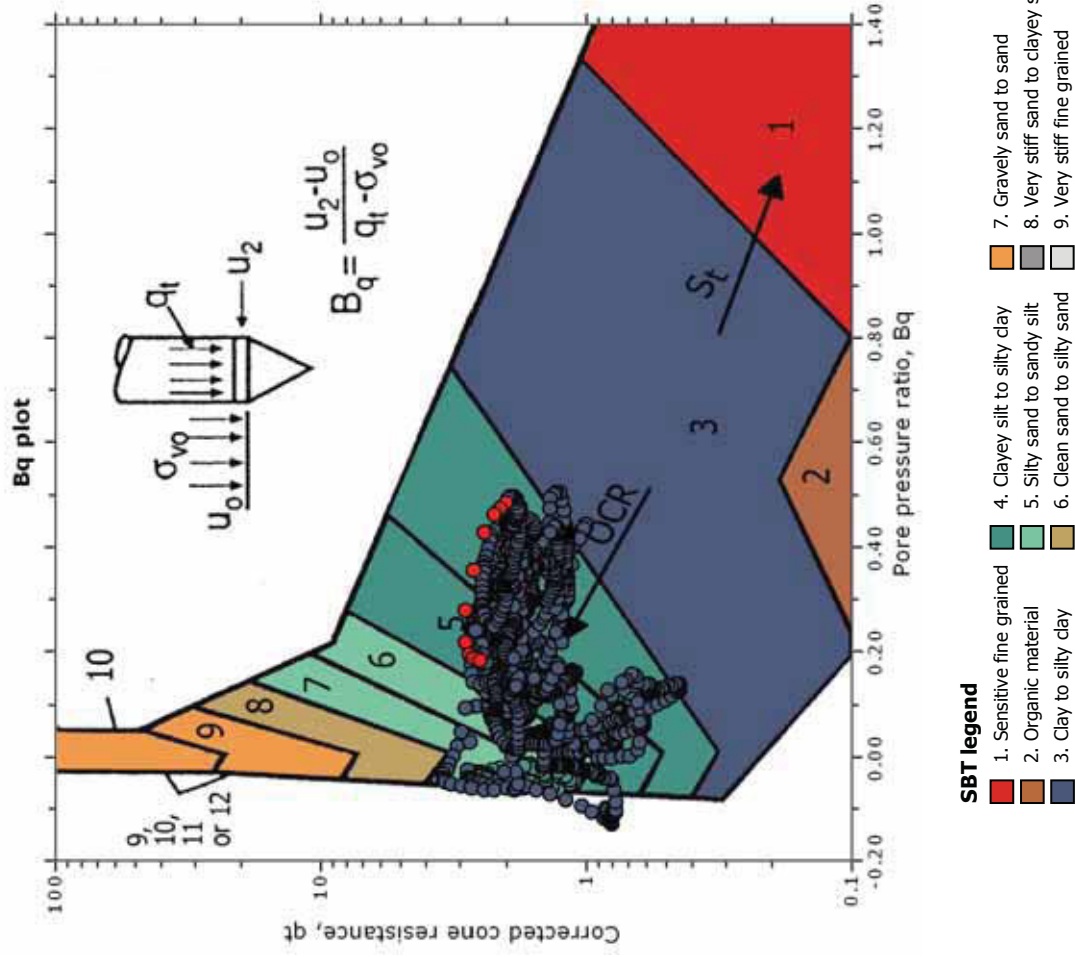 Bq plot
100
10
1
0.1
Corrected cone resistance, qt
-0.20
0.00
0.20
0.40
0.60
0.80
1.00
1.20
1.40
Pore pressure ratio, Bq
9,
10,
11
or 12
10
9
8
7
6
5
3
2
1
OCR
St
qt
σvo
uo
u2
Bq = u2-uo / qt -σvo
SBT legend
1. Sensitive fine grained
2. Organic material
3. Clay to silty clay
4. Clayey silt to silty clay
5. Silty sand to sandy silt
6. Clean sand to silty sand
7. Gravely sand to sand
8. Very stiff sand to clayey s
9. Very stiff fine grained